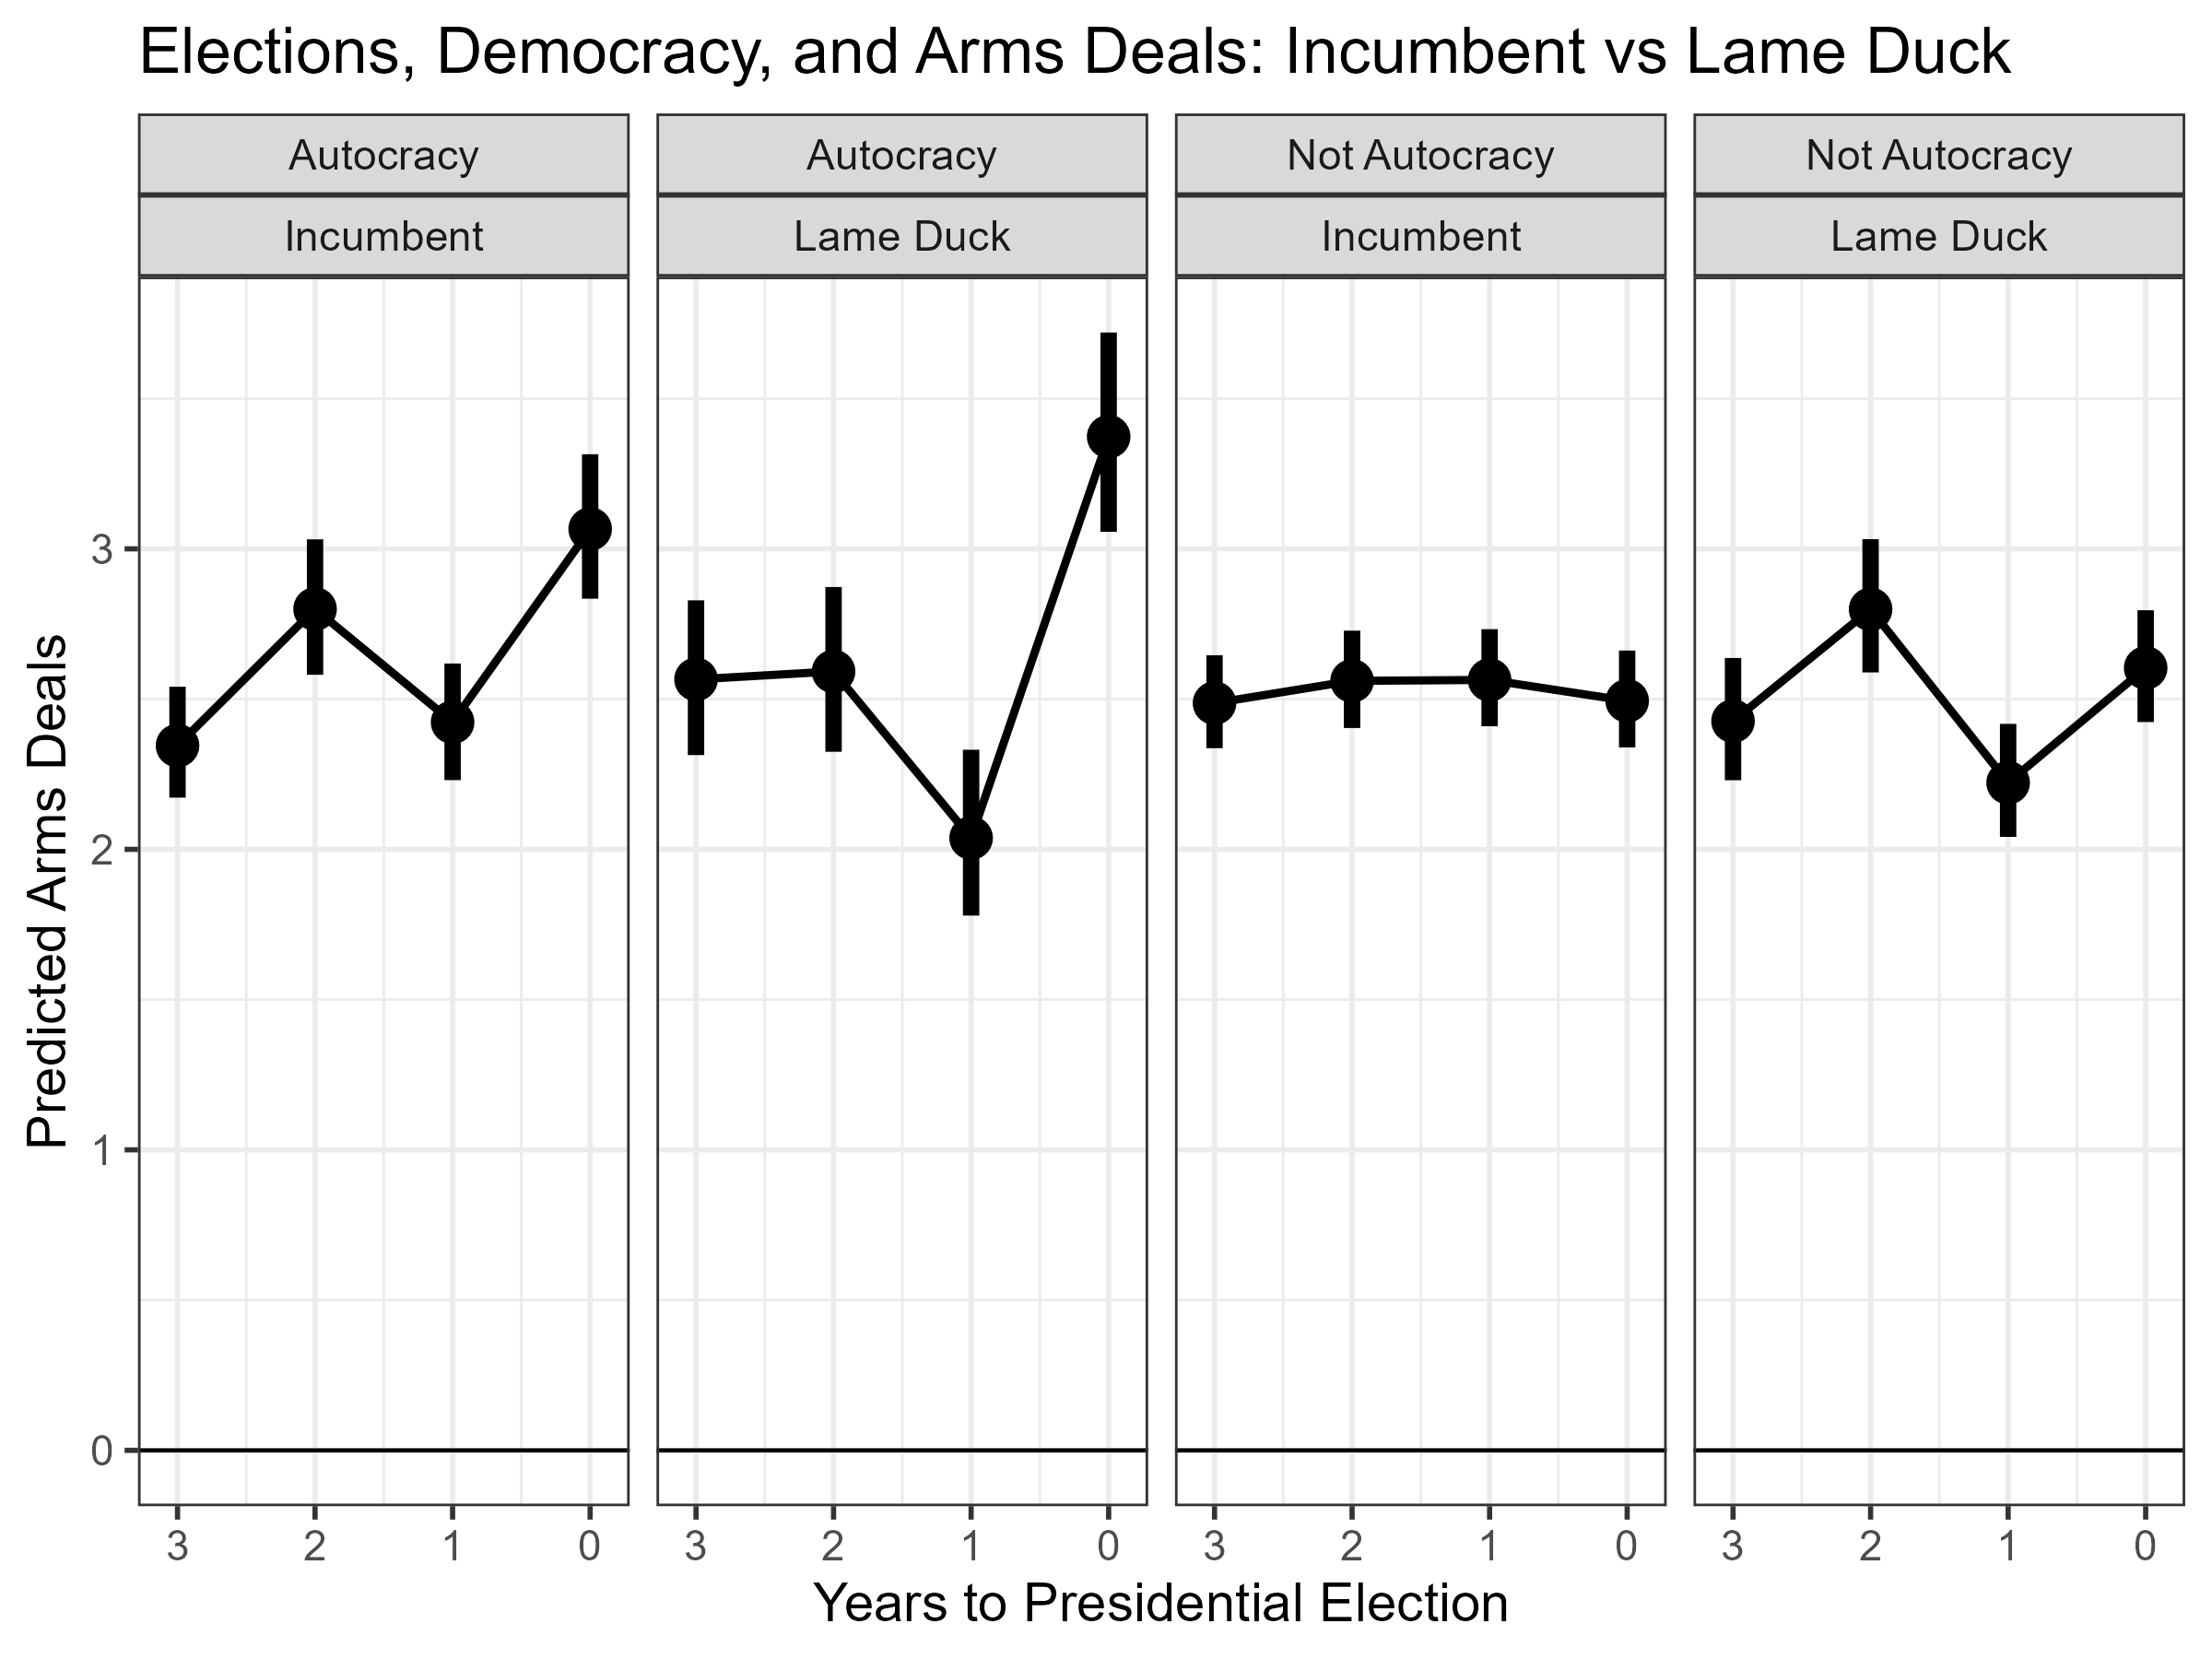 Elections, Democracy, and Arms Deals: Incumbent vs Lame Duck
Autocracy Autocracy Not Autocracy Not Autocracy
Incumbent Lame Duck Incumbent Lame Duck
Predicted Arms Deals
3
2
1
0
3 2 1 0 3 2 1 0 3 2 1 0 3 2 1 0
Years to Presidential Election